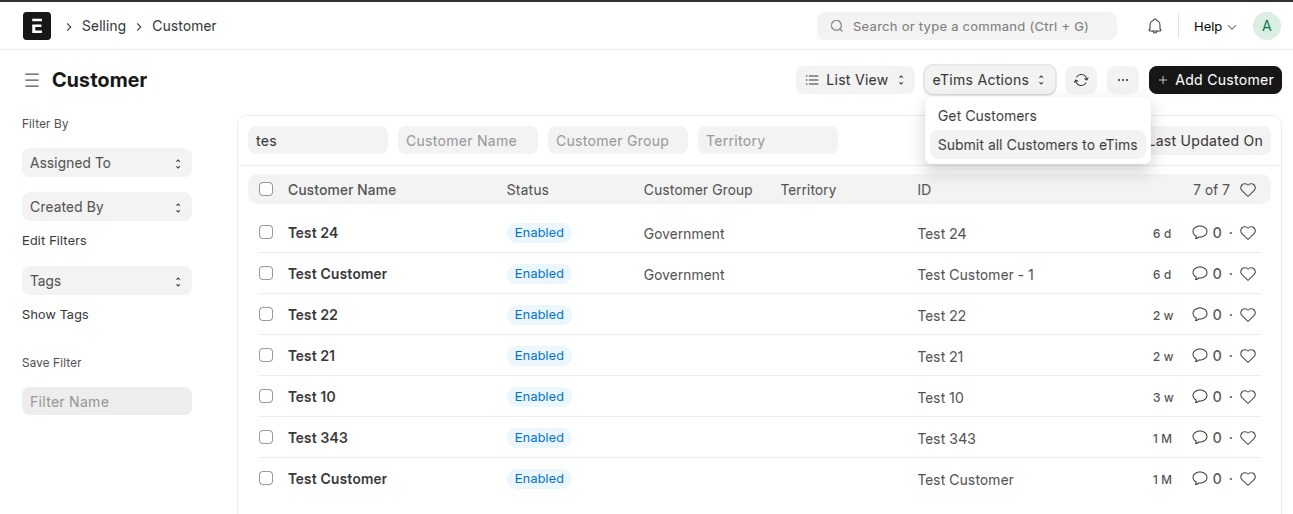 E > Selling > Customer Search or type a command (Ctrl + G) Help A
Customer List View eTims Actions ... + Add Customer
Get Customers
Submit all Customers to eTims
Filter By
Assigned To
Created By
Edit Filters
Tags
Show Tags
Save Filter
Filter Name
tes Customer Name Customer Group Territory Last Updated On
Customer Name Status Customer Group Territory ID 7 of 7
Test 24 Enabled Government Test 24 6 d 0 ·
Test Customer Enabled Government Test Customer - 1 6 d 0 ·
Test 22 Enabled Test 22 2 w 0 ·
Test 21 Enabled Test 21 2 w 0 ·
Test 10 Enabled Test 10 3 w 0 ·
Test 343 Enabled Test 343 1 M 0 ·
Test Customer Enabled Test Customer 1 M 0 ·